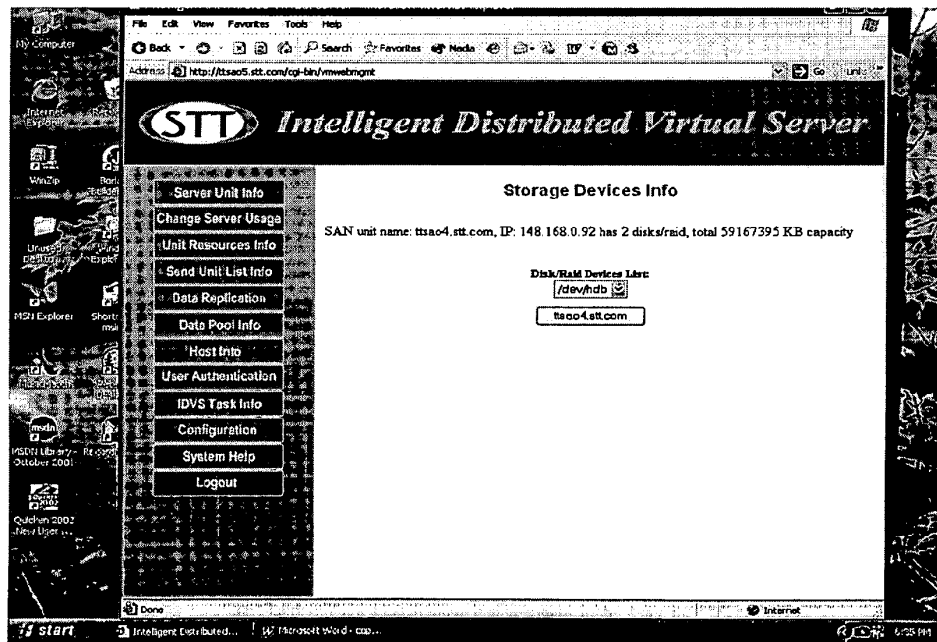 My Computer
Internet
Explorer
WinZip
MSN Explorer
MSDN Library -
October 2001
Quicken 2002
New User
File Edit View Favorites Tools Help
Back Search Favorites Media
Address http://ttsao5.stt.com/cgi-bin/vmwebmgmt Go
STT Intelligent Distributed Virtual Server
Server Unit Info
Change Server Usage
Unit Resources Info
Send Unit List Info
Data Replication
Data Pool Info
Host Info
User Authentication
IDVS Task Info
Configuration
System Help
Logout
Storage Devices Info
SAN unit name: ttsao4.stt.com, IP: 148.168.0.92 has 2 disks/raid, total 59167395 KB capacity
Disk/Raid Devices List:
/dev/hdb
ttsao4.stt.com
Done Internet
start Intelligent Distributed... Microsoft Word - 6:25 PM